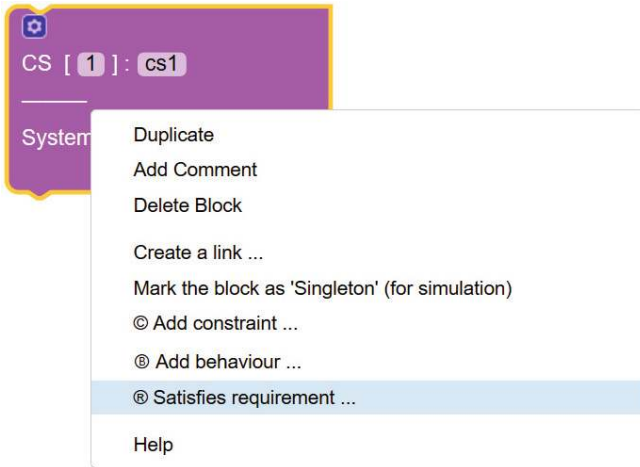 CS [ 1 ] : cs1
System
Duplicate
Add Comment
Delete Block
Create a link ...
Mark the block as 'Singleton' (for simulation)
© Add constraint ...
Ⓑ Add behaviour ...
® Satisfies requirement ...
Help